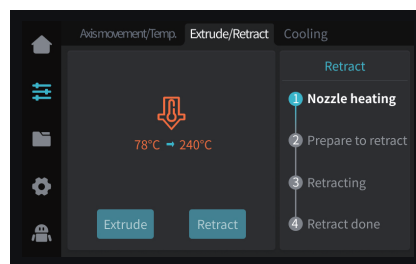 Axismovement/Temp. Extrude/Retract Cooling
Retract
1 Nozzle heating
78°C → 240°C
2 Prepare to retract
3 Retracting
Extrude Retract
4 Retract done